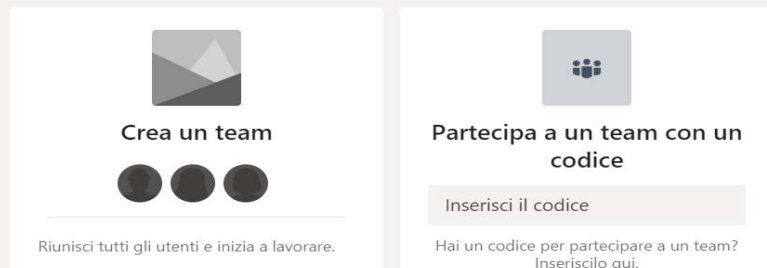 Crea un team
Riunisci tutti gli utenti e inizia a lavorare.
Partecipa a un team con un
codice
Inserisci il codice
Hai un codice per partecipare a un team?
Inseriscilo qui.